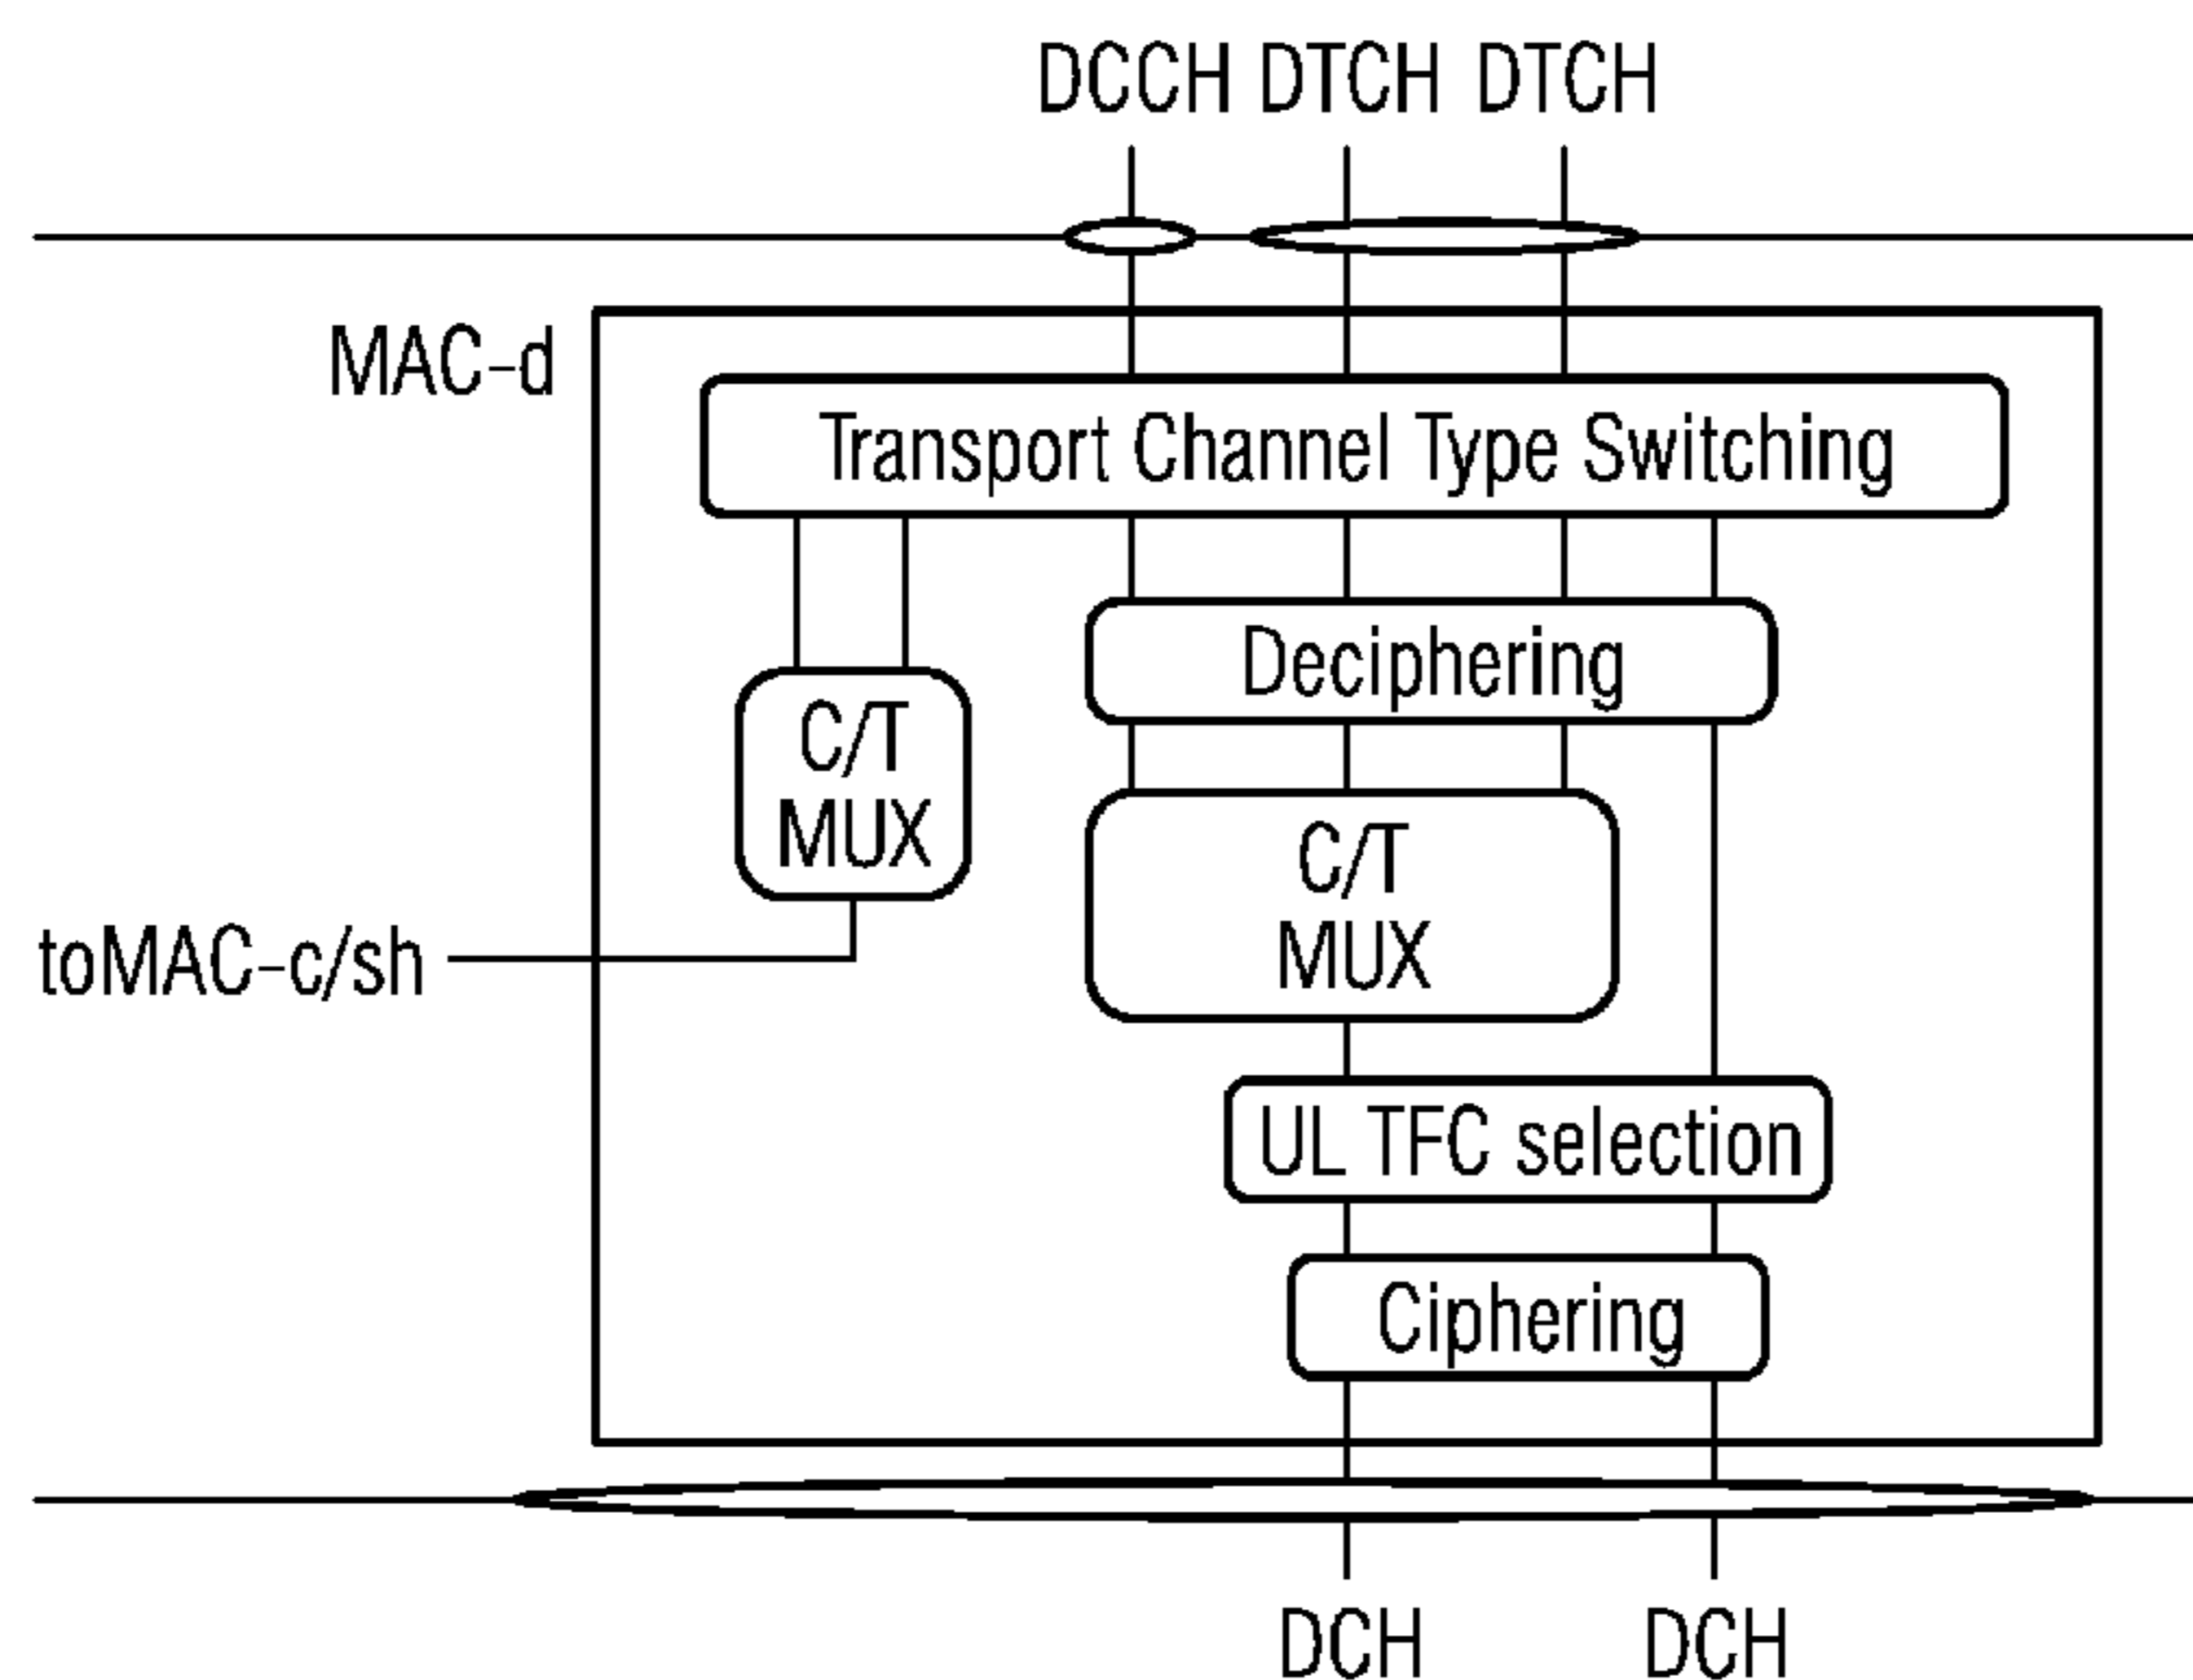 DCCH DTCH DTCH
MAC-d
Transport Channel Type Switching
Deciphering
C/T
MUX
C/T
MUX
toMAC-c/sh
UL TFC selection
Ciphering
DCH DCH